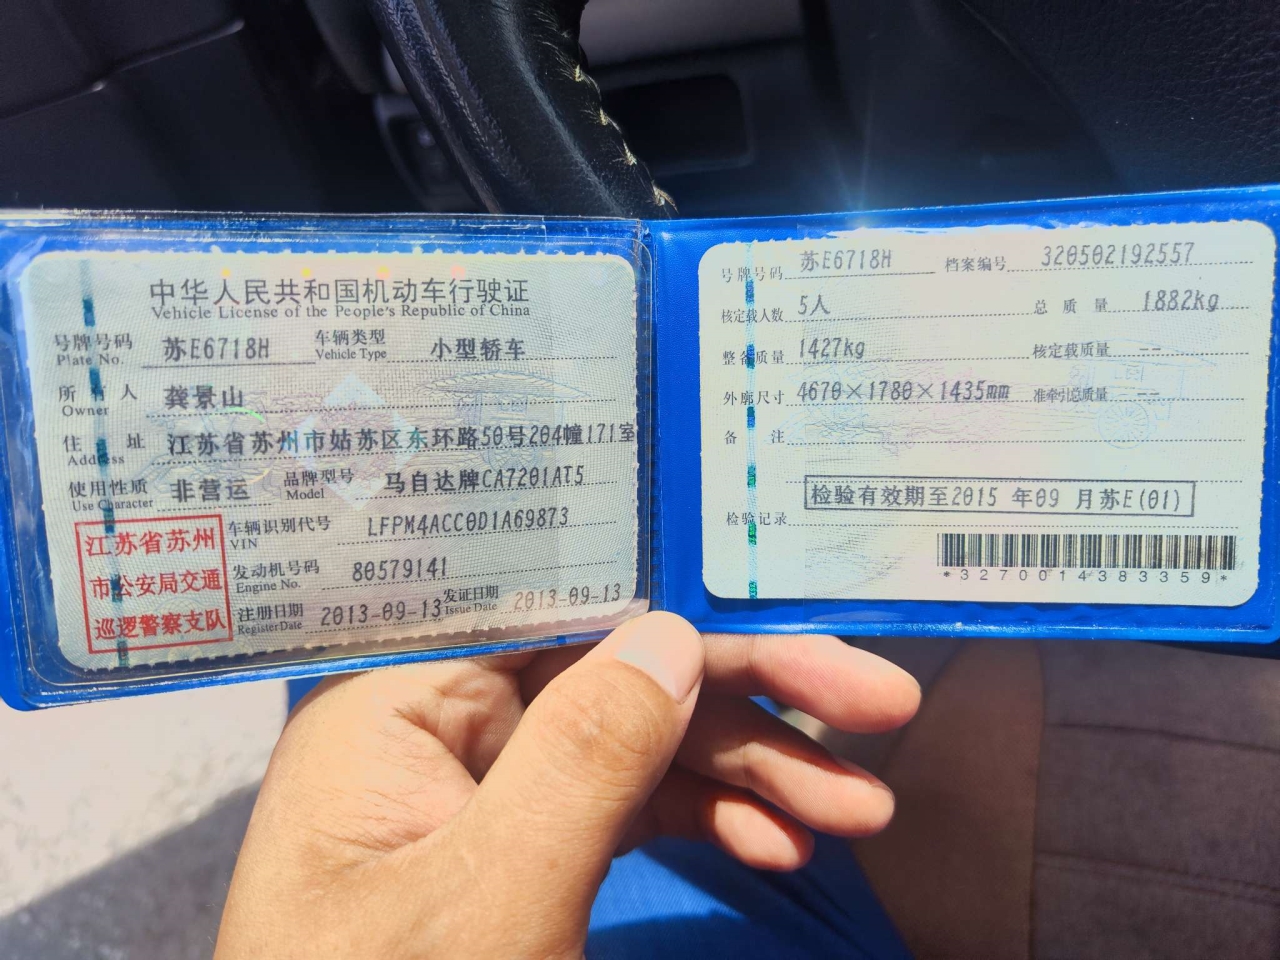 中华人民共和国机动车行驶证
Vehicle License of the People's Republic of China
号牌号码 苏E6718H 车辆类型 小型轿车
Plate No. Vehicle Type
所有人 龚景山
Owner
住址 江苏省苏州市姑苏区东环路50号204幢171室
Address
使用性质 非营运 品牌型号 马自达牌CA7201At5
Use Character Model
江苏省苏州
市公安局交通
巡逻警察支队
车辆识别代号 LFPM4ACC0D1A69873
VIN
发动机号码 80579141
Engine No.
注册日期 2013-09-13 发证日期 2013-09-13
Register Date Issue Date
号牌号码 苏E6718H 档案编号 320502192557
核定载人数 5人 总质量 1882kg
整备质量 1427kg 核定载质量 --
外廓尺寸 4670×1780×1435mm 准牵引总质量 --
备注
检验有效期至2015 年09 月苏E(01)
检验记录
*3270014383359*